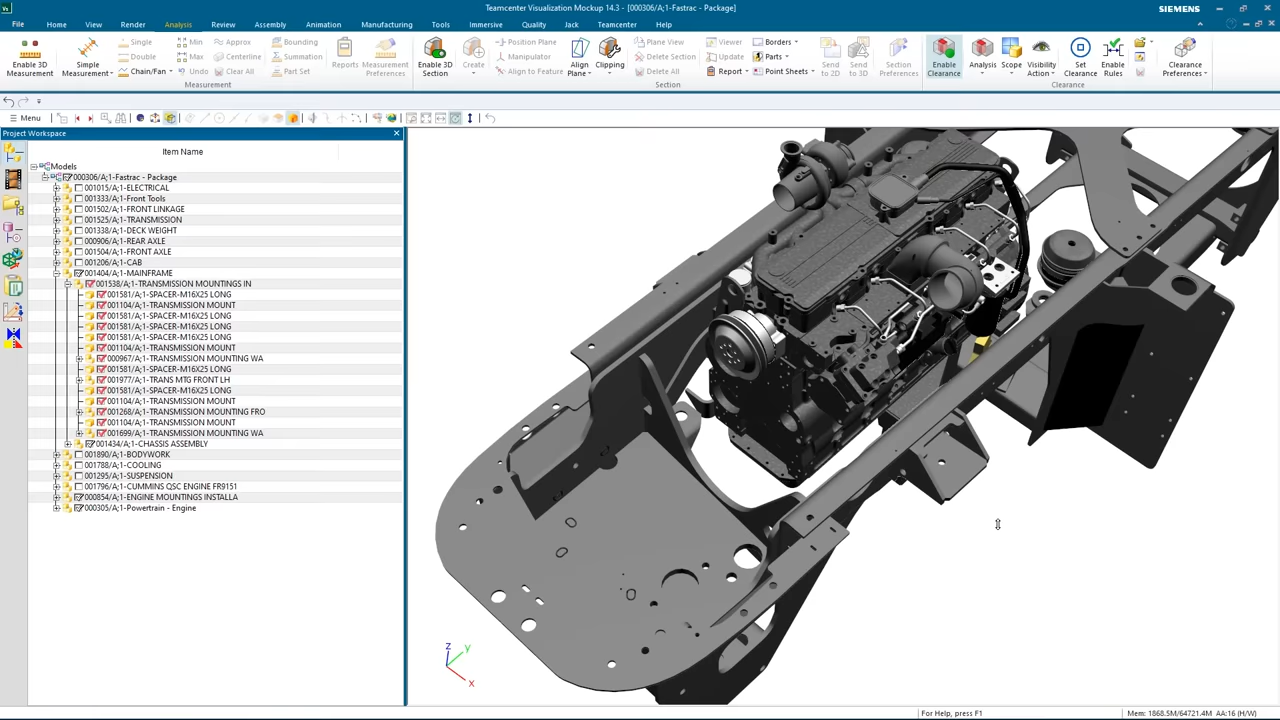 Teamcenter Visualization Mockup 14.3 - [000306/A;1-Fastrac - Package]
SIEMENS
File Home View Render Analysis Review Assembly Animation Manufacturing Tools Immersive Quality Jack Teamcenter Help
Enable 3D Measurement
Simple Measurement
Single
Double
Chain/Fan
Min
Max
Undo
Approx
Centerline
Clear All
Bounding
Summation
Part Set
Reports
Measurement Preferences
Measurement
Enable 3D Section
Create
Position Plane
Manipulator
Align to Feature
Align Plane
Clipping
Plane View
Delete Section
Delete All
Viewer
Update
Report
Borders
Parts
Point Sheets
Send to 2D
Send to 3D
Section Preferences
Section
Enable Clearance
Analysis
Scope
Visibility Action
Set Clearance
Enable Rules
Clearance Preferences
Clearance
Menu
Project Workspace
Item Name
Models
000306/A;1-Fastrac - Package
001015/A;1-ELECTRICAL
001333/A;1-Front Tools
001502/A;1-FRONT LINKAGE
001525/A;1-TRANSMISSION
001338/A;1-DECK WEIGHT
000906/A;1-REAR AXLE
001504/A;1-FRONT AXLE
001206/A;1-CAB
001404/A;1-MAINFRAME
001538/A;1-TRANSMISSION MOUNTINGS IN
001581/A;1-SPACER-M16X25 LONG
001104/A;1-TRANSMISSION MOUNT
001581/A;1-SPACER-M16X25 LONG
001581/A;1-SPACER-M16X25 LONG
001581/A;1-SPACER-M16X25 LONG
001104/A;1-TRANSMISSION MOUNT
000967/A;1-TRANSMISSION MOUNTING WA
001581/A;1-SPACER-M16X25 LONG
001977/A;1-TRANS MTG FRONT LH
001581/A;1-SPACER-M16X25 LONG
001104/A;1-TRANSMISSION MOUNT
001268/A;1-TRANSMISSION MOUNTING FRO
001104/A;1-TRANSMISSION MOUNT
001699/A;1-TRANSMISSION MOUNTING WA
001434/A;1-CHASSIS ASSEMBLY
001890/A;1-BODYWORK
001788/A;1-COOLING
001295/A;1-SUSPENSION
001796/A;1-CUMMINS QSC ENGINE FR9151
000854/A;1-ENGINE MOUNTINGS INSTALLA
000305/A;1-Powertrain - Engine
Z
Y
X
For Help, press F1
Mem: 1868.5M/64721.4M AA:16 (H/W)